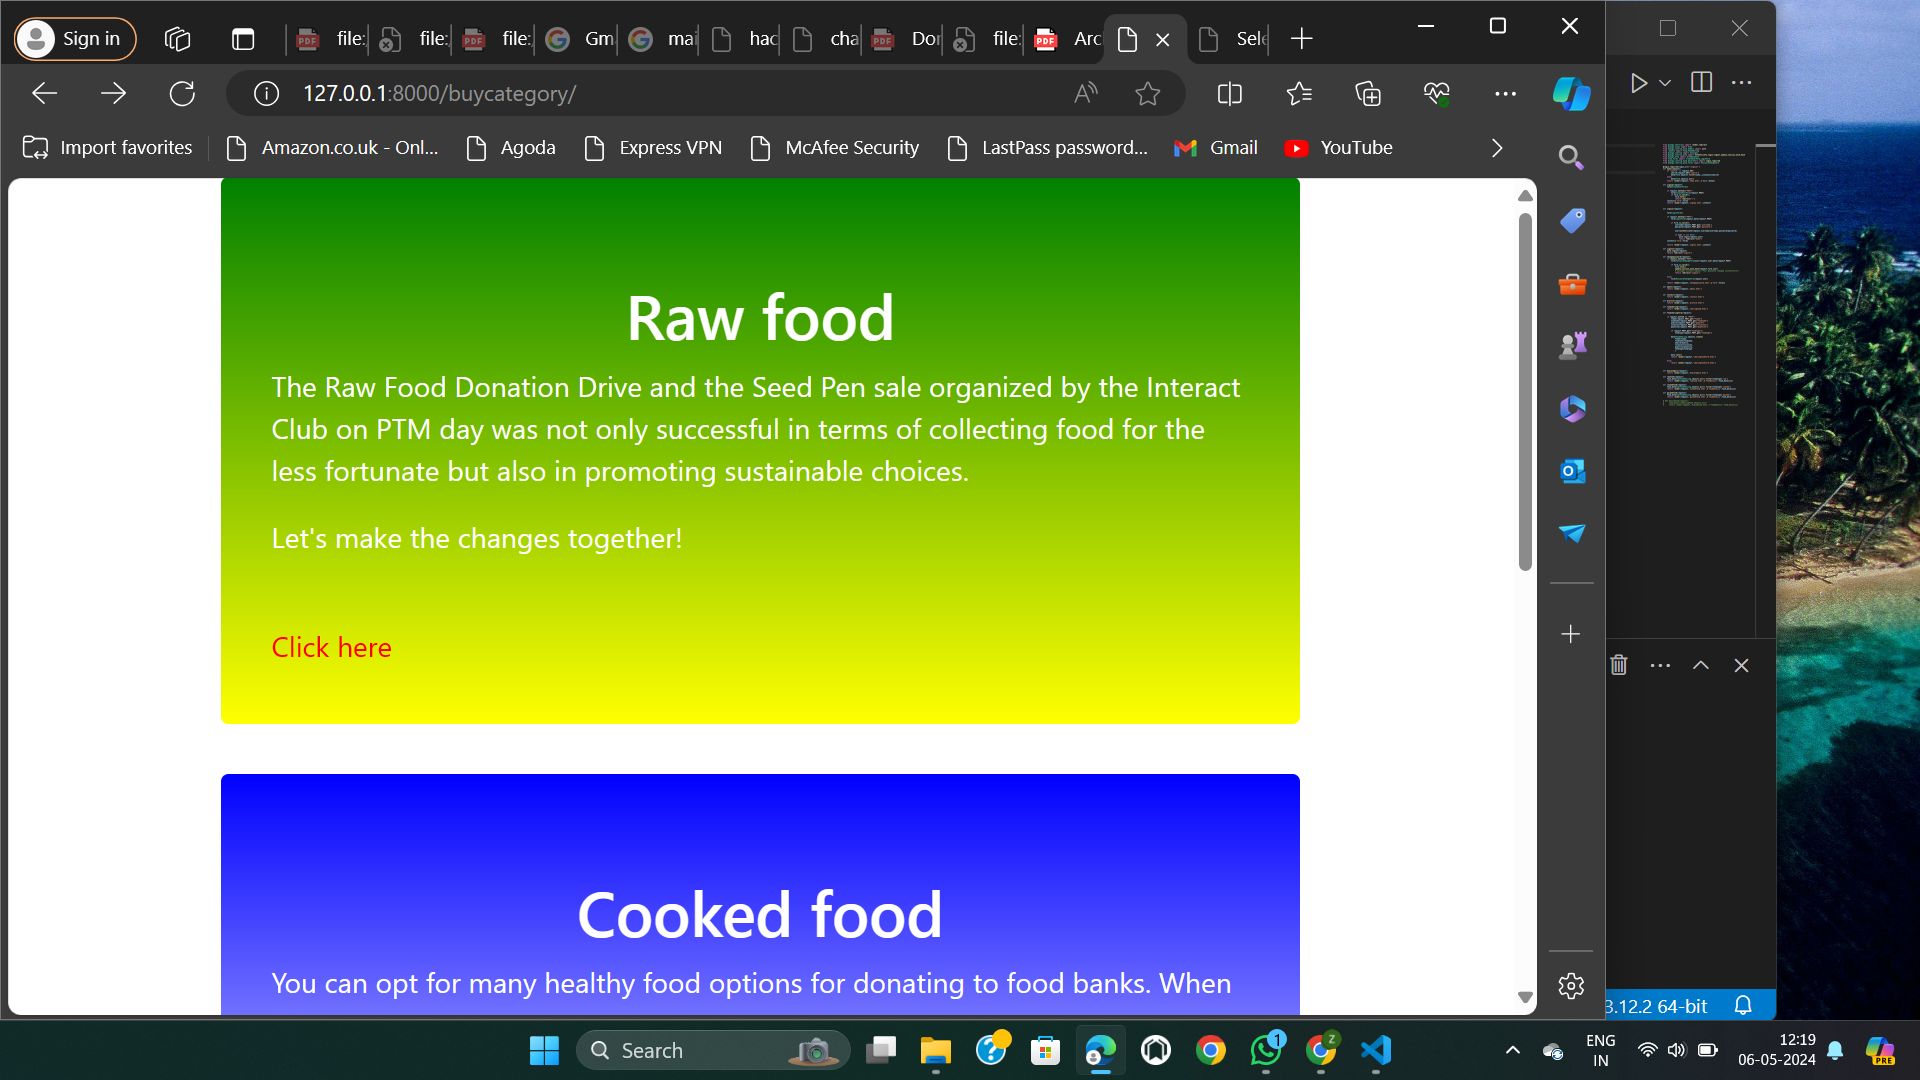 Sign in
file:
file:
file:
Gm
mai
hac
cha
Dor
file:
Arc
Sele
127.0.0.1:8000/buycategory/
Import favorites
Amazon.co.uk - Onl...
Agoda
Express VPN
McAfee Security
LastPass password...
Gmail
YouTube
Raw food
The Raw Food Donation Drive and the Seed Pen sale organized by the Interact
Club on PTM day was not only successful in terms of collecting food for the
less fortunate but also in promoting sustainable choices.
Let's make the changes together!
Click here
Cooked food
You can opt for many healthy food options for donating to food banks. When
3.12.2 64-bit
Search
1
Z
ENG
IN
12:19
06-05-2024
PRE